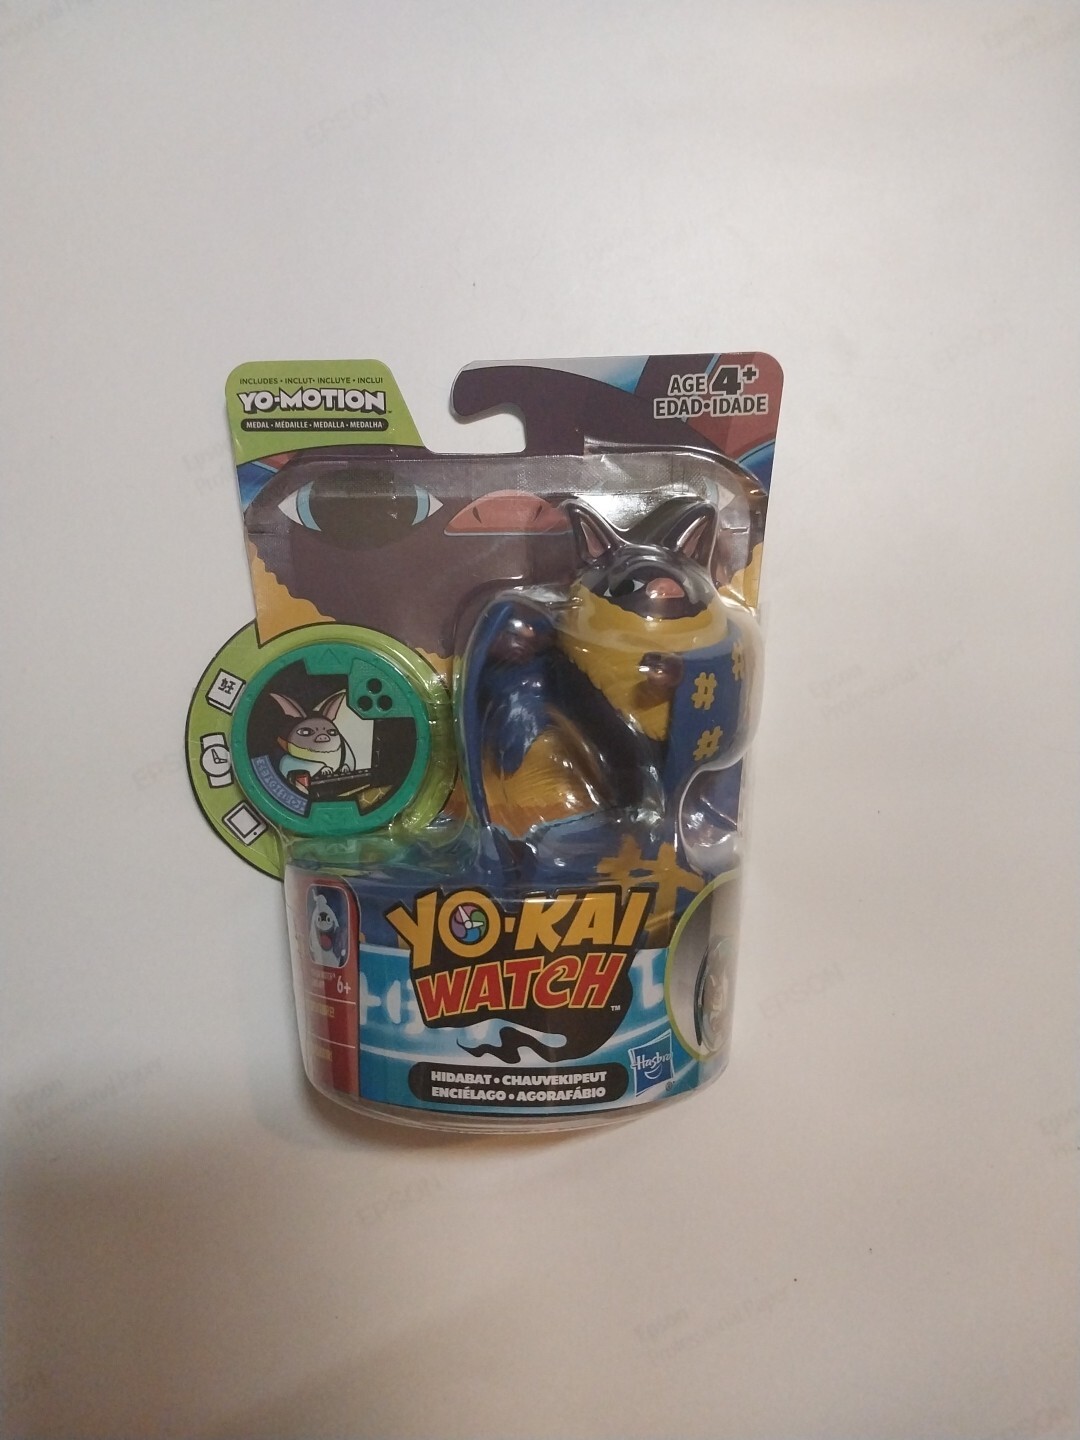 INCLUDES • INCLUT • INCLUYE • INCLUI
YO-MOTION
MEDAL • MÉDAILLE • MEDALLA • MEDALHA
AGE 4+
EDAD•IDADE
YO-KAI
WATCH™
6+
Hasbro
HIDABAT • CHAUVEKIPEUT
ENCIÉLAGO • AGORAFÁBIO